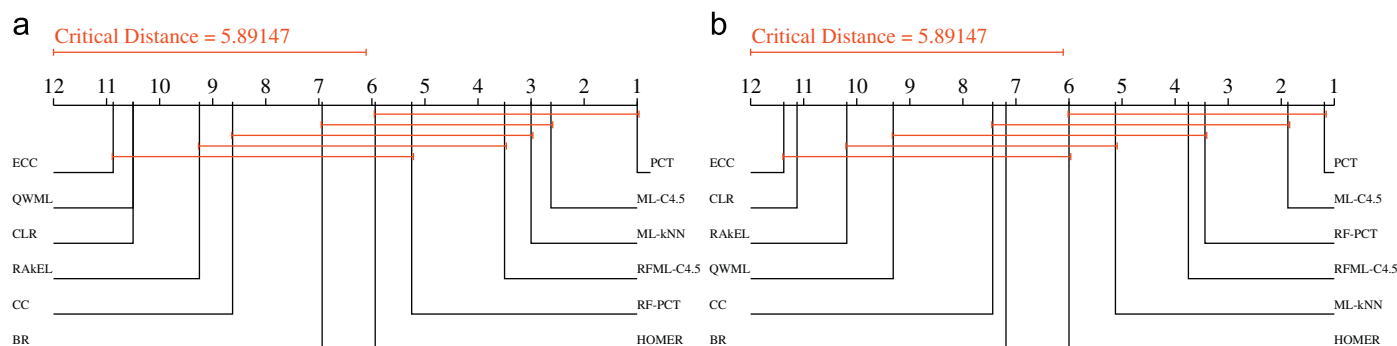 a
Critical Distance = 5.89147
12 11 10 9 8 7 6 5 4 3 2 1
ECC PCT
QWML ML-C4.5
CLR ML-kNN
RAkEL RFML-C4.5
CC RF-PCT
BR HOMER
b
Critical Distance = 5.89147
12 11 10 9 8 7 6 5 4 3 2 1
ECC PCT
CLR ML-C4.5
RAkEL RF-PCT
QWML RFML-C4.5
CC ML-kNN
BR HOMER